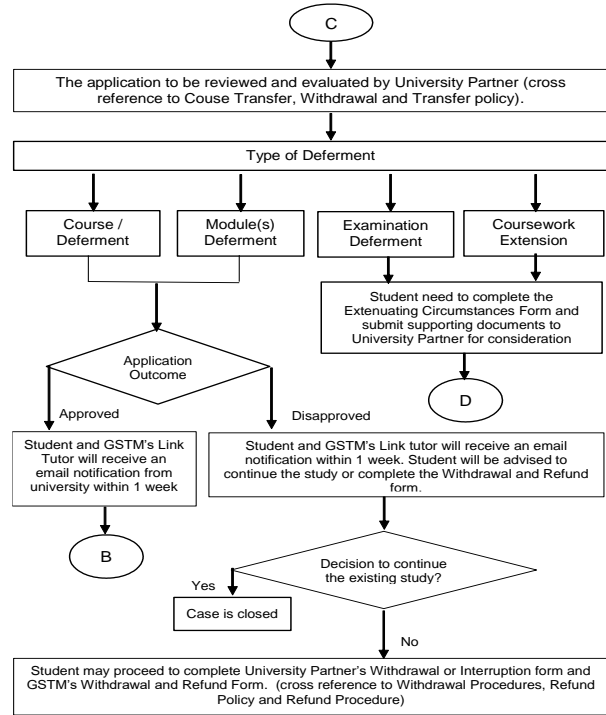 C
The application to be reviewed and evaluated by University Partner (cross
reference to Couse Transfer, Withdrawal and Transfer policy).
Type of Deferment
Course /
Deferment
Module(s)
Deferment
Examination
Deferment
Coursework
Extension
Student need to complete the
Extenuating Circumstances Form and
submit supporting documents to
University Partner for consideration
Application
Outcome
D
Approved
Disapproved
Student and GSTM's Link
Tutor will receive an
email notification from
university within 1 week
Student and GSTM's Link tutor will receive an email
notification within 1 week. Student will be advised to
continue the study or complete the Withdrawal and Refund
form.
B
Decision to continue
the existing study?
Yes
Case is closed
No
Student may proceed to complete University Partner's Withdrawal or Interruption form and
GSTM's Withdrawal and Refund Form. (cross reference to Withdrawal Procedures, Refund
Policy and Refund Procedure)